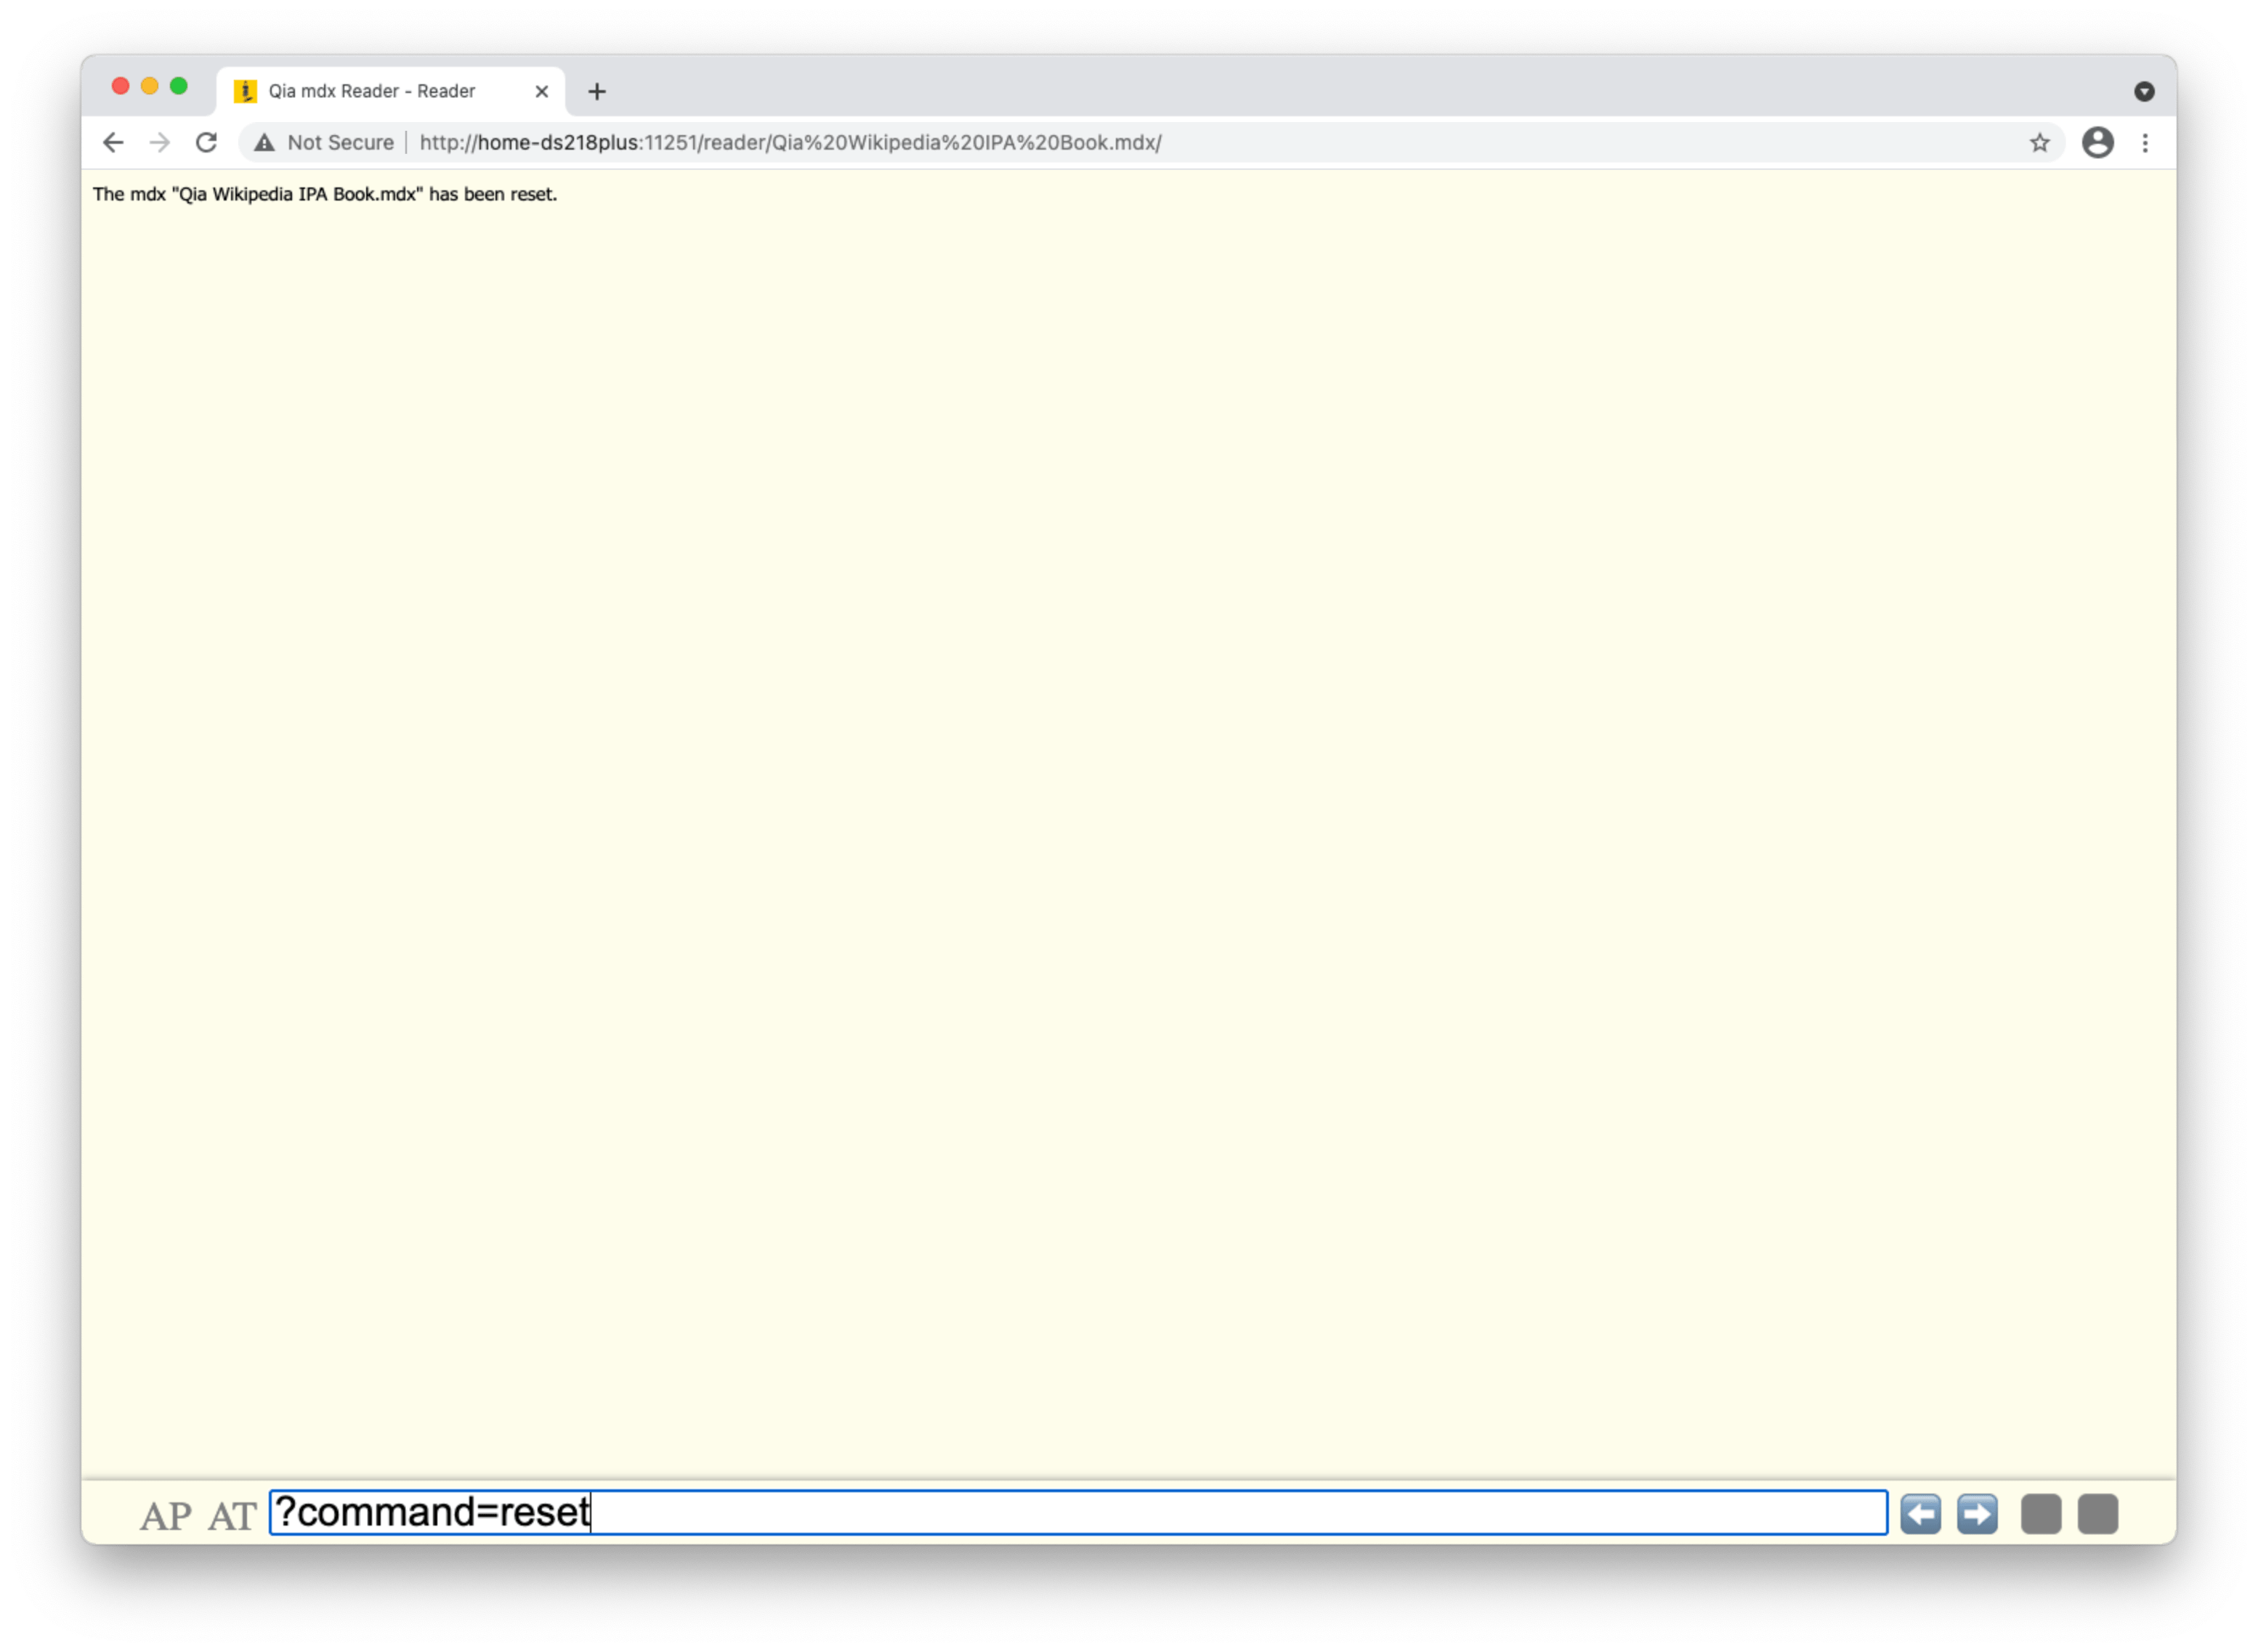 Qia mdx Reader - Reader
Not Secure http://home-ds218plus:11251/reader/Qia%20Wikipedia%20IPA%20Book.mdx/
The mdx "Qia Wikipedia IPA Book.mdx" has been reset.
AP AT ?command=reset